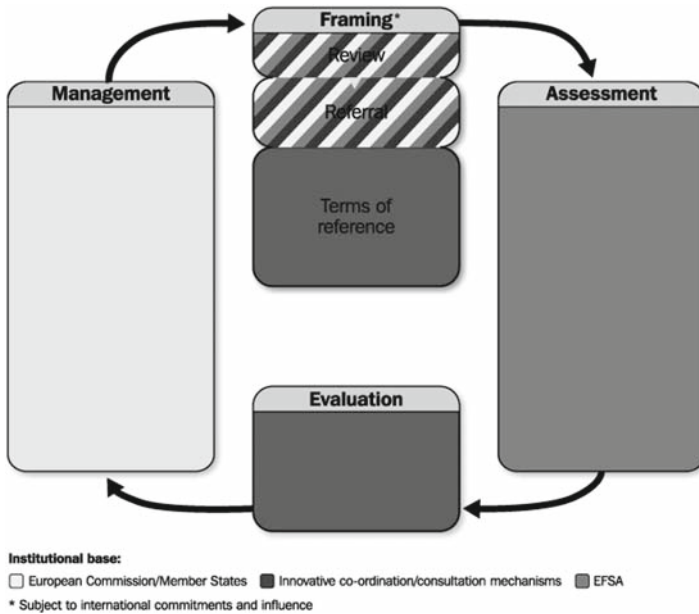 Framing*
Review
Referral
Terms of
reference
Management
Assessment
Evaluation
Institutional base:
European Commission/Member States Innovative co-ordination/consultation mechanisms EFSA
* Subject to international commitments and influence